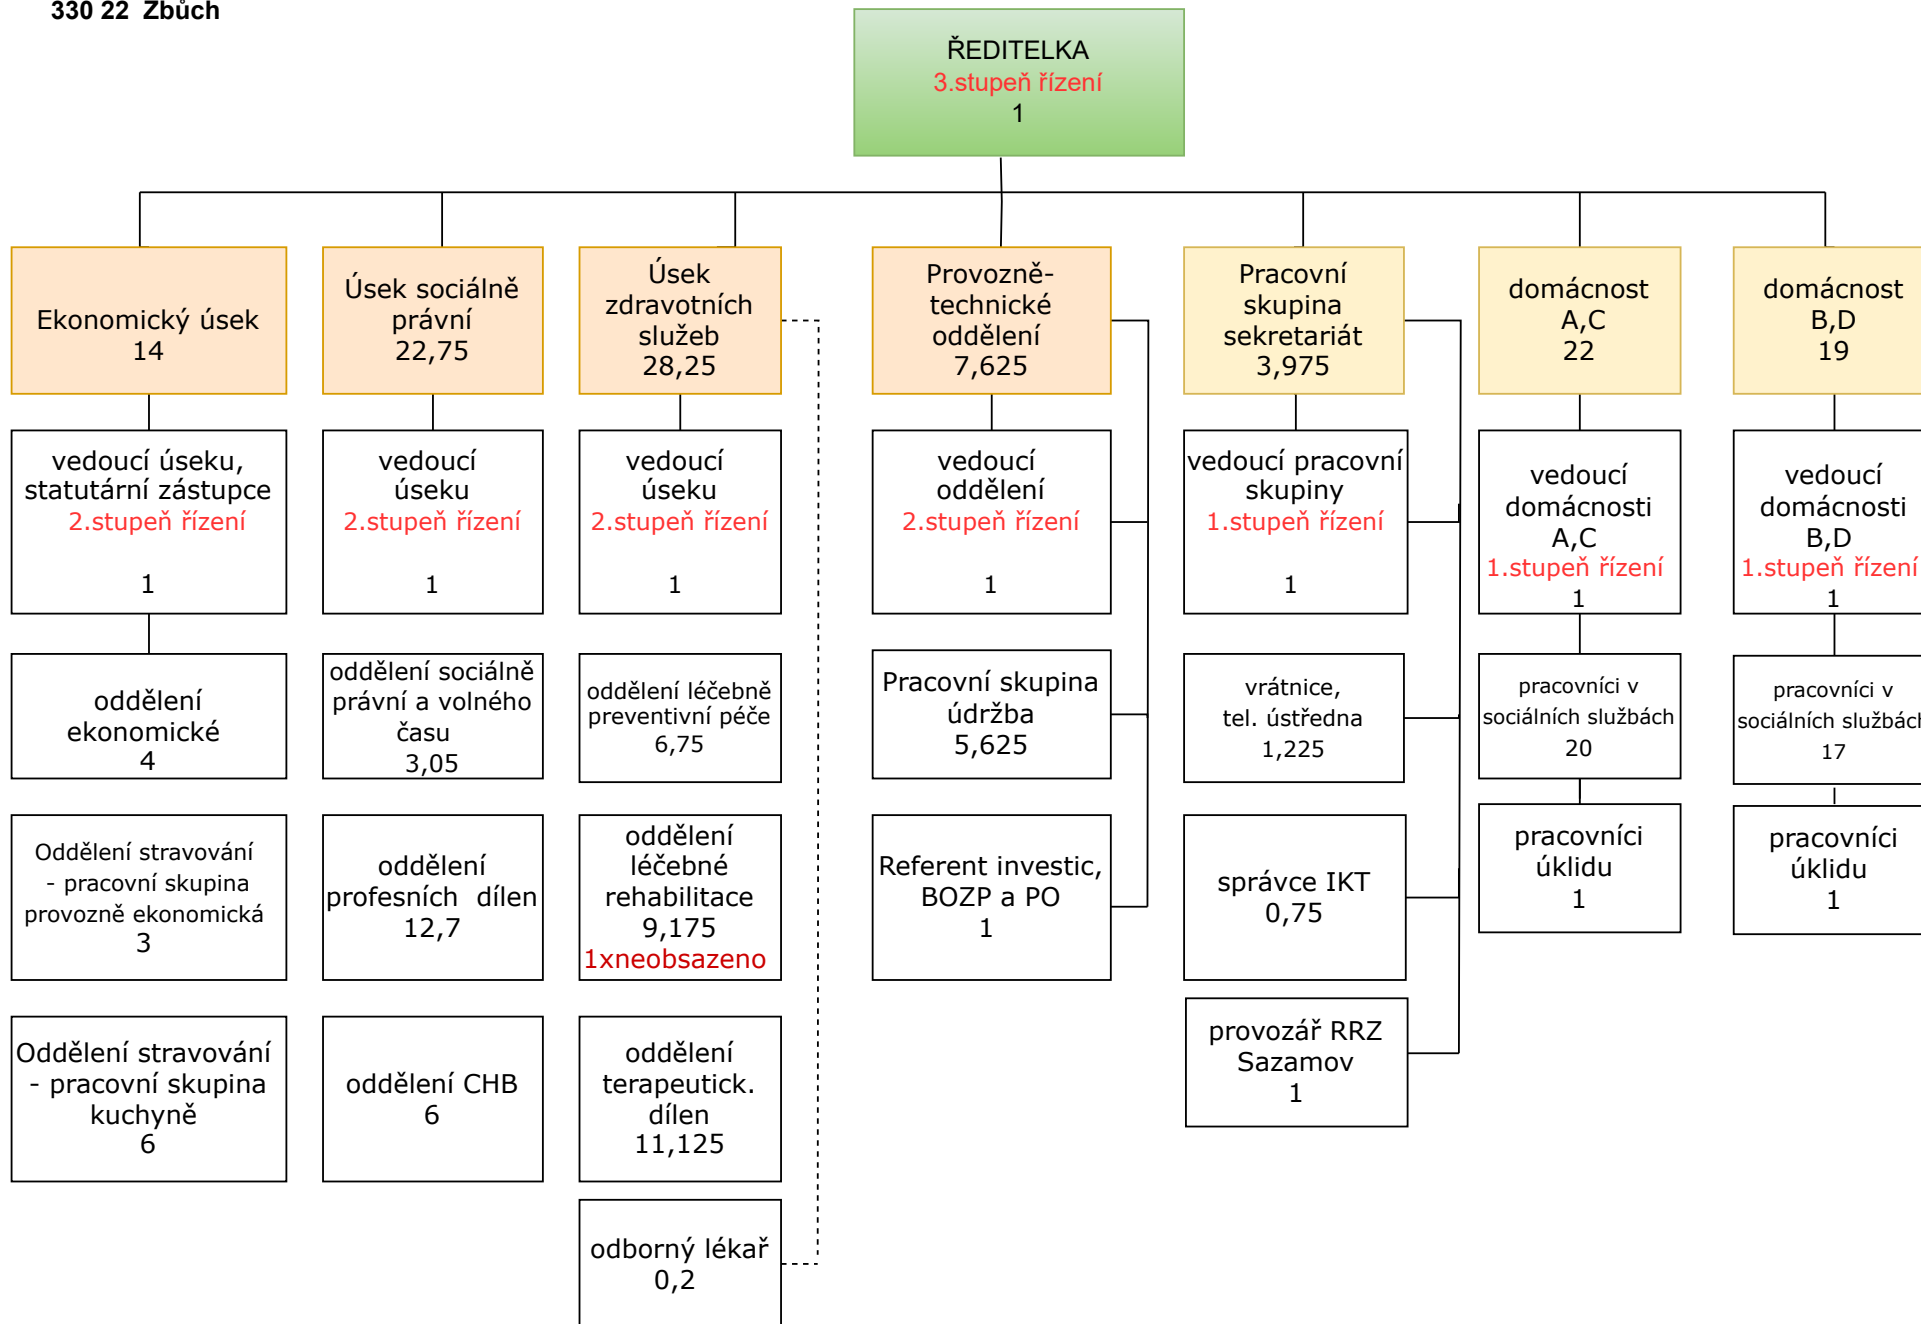 330 22  Zbůch
ŘEDITELKA
3.stupeň řízení
1
Ekonomický úsek
14
Úsek sociálně
právní
22,75
Úsek
zdravotních
služeb
28,25
Provozně-
technické
oddělení
7,625
Pracovní
skupina
sekretariát
3,975
domácnost
A,C
22
domácnost
B,D
19
vedoucí úseku,
statutární zástupce
2.stupeň řízení
1
vedoucí
úseku
2.stupeň řízení
1
vedoucí
úseku
2.stupeň řízení
1
vedoucí
oddělení
2.stupeň řízení
1
vedoucí pracovní
skupiny
1.stupeň řízení
1
vedoucí
domácnosti
A,C
1.stupeň řízení
1
vedoucí
domácnosti
B,D
1.stupeň řízení
1
oddělení
ekonomické
4
oddělení sociálně
právní a volného
času
3,05
oddělení léčebně
preventivní péče
6,75
Pracovní skupina
údržba
5,625
vrátnice,
tel. ústředna
1,225
pracovníci v
sociálních službách
20
pracovníci v
sociálních službách
17
Oddělení stravování
- pracovní skupina
provozně ekonomická
3
oddělení
profesních  dílen
12,7
oddělení
léčebné
rehabilitace
9,175
1xneobsazeno
Referent investic,
BOZP a PO
1
správce IKT
0,75
pracovníci
úklidu
1
pracovníci
úklidu
1
Oddělení stravování
- pracovní skupina
kuchyně
6
oddělení CHB
6
oddělení
terapeutick.
dílen
11,125
provozář RRZ
Sazamov
1
odborný lékař
0,2